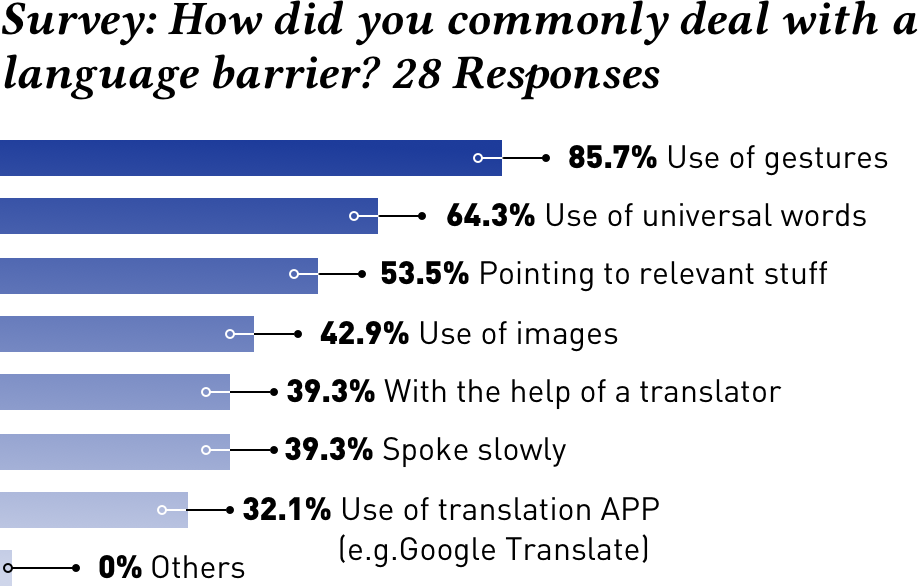 Survey: How did you commonly deal with a
language barrier? 28 Responses
85.7% Use of gestures
64.3% Use of universal words
53.5% Pointing to relevant stuff
42.9% Use of images
39.3% With the help of a translator
39.3% Spoke slowly
32.1% Use of translation APP
(e.g.Google Translate)
0% Others